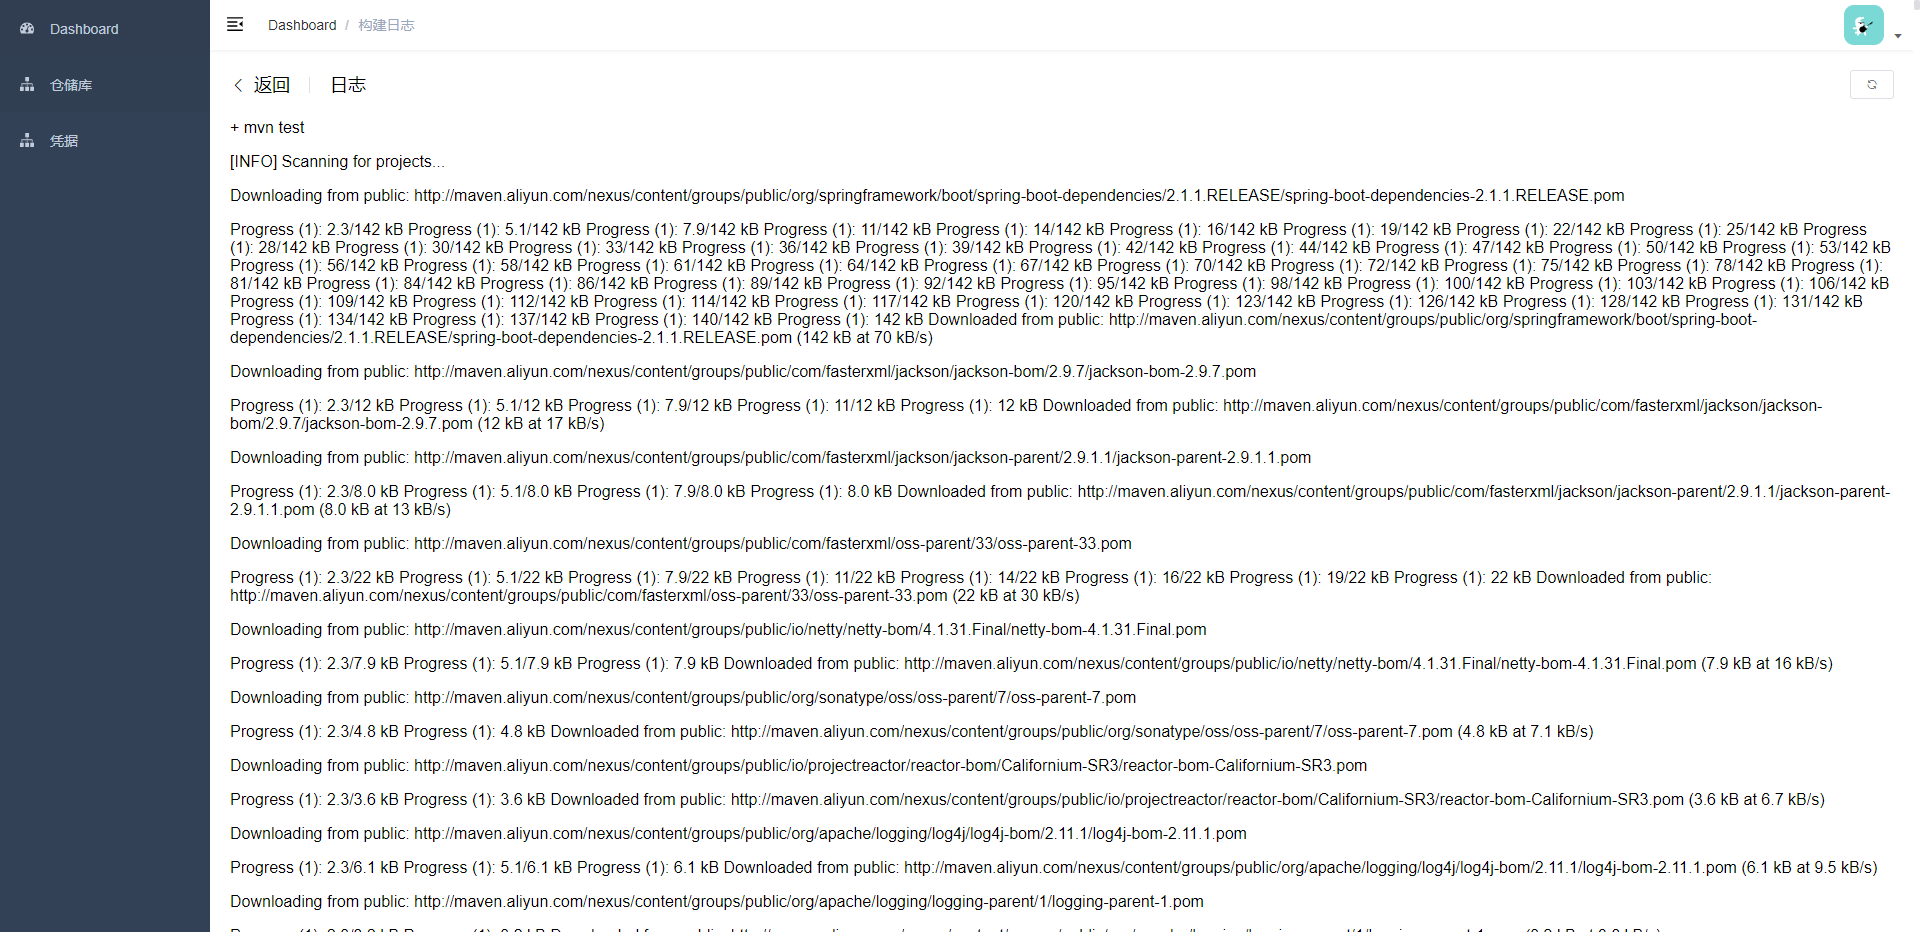 Dashboard
仓储库
凭据
Dashboard / 构建日志
返回 日志
+ mvn test
[INFO] Scanning for projects...
Downloading from public: http://maven.aliyun.com/nexus/content/groups/public/org/springframework/boot/spring-boot-dependencies/2.1.1.RELEASE/spring-boot-dependencies-2.1.1.RELEASE.pom
Progress (1): 2.3/142 kB Progress (1): 5.1/142 kB Progress (1): 7.9/142 kB Progress (1): 11/142 kB Progress (1): 14/142 kB Progress (1): 16/142 kB Progress (1): 19/142 kB Progress (1): 22/142 kB Progress (1): 25/142 kB Progress
(1): 28/142 kB Progress (1): 30/142 kB Progress (1): 33/142 kB Progress (1): 36/142 kB Progress (1): 39/142 kB Progress (1): 42/142 kB Progress (1): 44/142 kB Progress (1): 47/142 kB Progress (1): 50/142 kB Progress (1): 53/142 kB
Progress (1): 56/142 kB Progress (1): 58/142 kB Progress (1): 61/142 kB Progress (1): 64/142 kB Progress (1): 67/142 kB Progress (1): 70/142 kB Progress (1): 72/142 kB Progress (1): 75/142 kB Progress (1): 78/142 kB Progress (1):
81/142 kB Progress (1): 84/142 kB Progress (1): 86/142 kB Progress (1): 89/142 kB Progress (1): 92/142 kB Progress (1): 95/142 kB Progress (1): 98/142 kB Progress (1): 100/142 kB Progress (1): 103/142 kB Progress (1): 106/142 kB
Progress (1): 109/142 kB Progress (1): 112/142 kB Progress (1): 114/142 kB Progress (1): 117/142 kB Progress (1): 120/142 kB Progress (1): 123/142 kB Progress (1): 126/142 kB Progress (1): 128/142 kB Progress (1): 131/142 kB
Progress (1): 134/142 kB Progress (1): 137/142 kB Progress (1): 140/142 kB Progress (1): 142 kB Downloaded from public: http://maven.aliyun.com/nexus/content/groups/public/org/springframework/boot/spring-boot-
dependencies/2.1.1.RELEASE/spring-boot-dependencies-2.1.1.RELEASE.pom (142 kB at 70 kB/s)
Downloading from public: http://maven.aliyun.com/nexus/content/groups/public/com/fasterxml/jackson/jackson-bom/2.9.7/jackson-bom-2.9.7.pom
Progress (1): 2.3/12 kB Progress (1): 5.1/12 kB Progress (1): 7.9/12 kB Progress (1): 11/12 kB Progress (1): 12 kB Downloaded from public: http://maven.aliyun.com/nexus/content/groups/public/com/fasterxml/jackson/jackson-
bom/2.9.7/jackson-bom-2.9.7.pom (12 kB at 17 kB/s)
Downloading from public: http://maven.aliyun.com/nexus/content/groups/public/com/fasterxml/jackson/jackson-parent/2.9.1.1/jackson-parent-2.9.1.1.pom
Progress (1): 2.3/8.0 kB Progress (1): 5.1/8.0 kB Progress (1): 7.9/8.0 kB Progress (1): 8.0 kB Downloaded from public: http://maven.aliyun.com/nexus/content/groups/public/com/fasterxml/jackson/jackson-parent/2.9.1.1/jackson-parent-
2.9.1.1.pom (8.0 kB at 13 kB/s)
Downloading from public: http://maven.aliyun.com/nexus/content/groups/public/com/fasterxml/oss-parent/33/oss-parent-33.pom
Progress (1): 2.3/22 kB Progress (1): 5.1/22 kB Progress (1): 7.9/22 kB Progress (1): 11/22 kB Progress (1): 14/22 kB Progress (1): 16/22 kB Progress (1): 19/22 kB Progress (1): 22 kB Downloaded from public:
http://maven.aliyun.com/nexus/content/groups/public/com/fasterxml/oss-parent/33/oss-parent-33.pom (22 kB at 30 kB/s)
Downloading from public: http://maven.aliyun.com/nexus/content/groups/public/io/netty/netty-bom/4.1.31.Final/netty-bom-4.1.31.Final.pom
Progress (1): 2.3/7.9 kB Progress (1): 5.1/7.9 kB Progress (1): 7.9 kB Downloaded from public: http://maven.aliyun.com/nexus/content/groups/public/io/netty/netty-bom/4.1.31.Final/netty-bom-4.1.31.Final.pom (7.9 kB at 16 kB/s)
Downloading from public: http://maven.aliyun.com/nexus/content/groups/public/org/sonatype/oss/oss-parent/7/oss-parent-7.pom
Progress (1): 2.3/4.8 kB Progress (1): 4.8 kB Downloaded from public: http://maven.aliyun.com/nexus/content/groups/public/org/sonatype/oss/oss-parent/7/oss-parent-7.pom (4.8 kB at 7.1 kB/s)
Downloading from public: http://maven.aliyun.com/nexus/content/groups/public/io/projectreactor/reactor-bom/Californium-SR3/reactor-bom-Californium-SR3.pom
Progress (1): 2.3/3.6 kB Progress (1): 3.6 kB Downloaded from public: http://maven.aliyun.com/nexus/content/groups/public/io/projectreactor/reactor-bom/Californium-SR3/reactor-bom-Californium-SR3.pom (3.6 kB at 6.7 kB/s)
Downloading from public: http://maven.aliyun.com/nexus/content/groups/public/org/apache/logging/log4j/log4j-bom/2.11.1/log4j-bom-2.11.1.pom
Progress (1): 2.3/6.1 kB Progress (1): 5.1/6.1 kB Progress (1): 6.1 kB Downloaded from public: http://maven.aliyun.com/nexus/content/groups/public/org/apache/logging/log4j/log4j-bom/2.11.1/log4j-bom-2.11.1.pom (6.1 kB at 9.5 kB/s)
Downloading from public: http://maven.aliyun.com/nexus/content/groups/public/org/apache/logging/logging-parent/1/logging-parent-1.pom